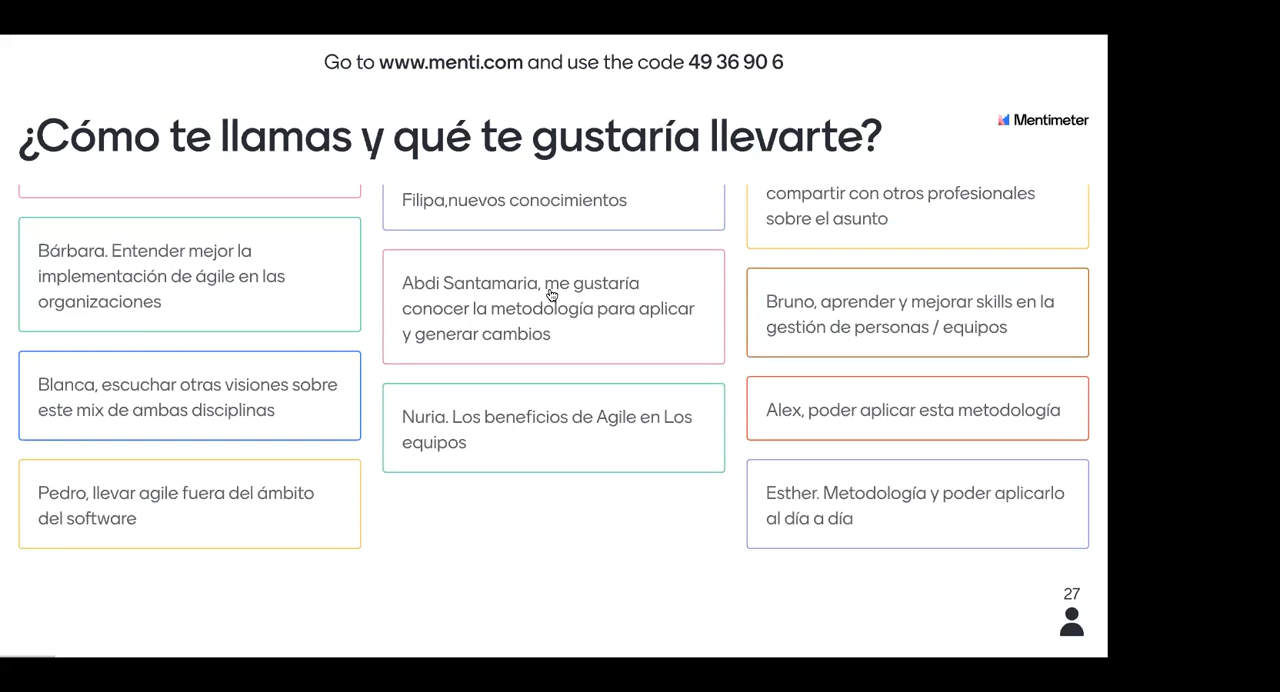 Go to www.menti.com and use the code 49 36 90 6
¿Cómo te llamas y qué te gustaría llevarte?
Mentimeter
Bárbara. Entender mejor la
implementación de ágile en las
organizaciones
Blanca, escuchar otras visiones sobre
este mix de ambas disciplinas
Pedro, llevar agile fuera del ámbito
del software
Filipa,nuevos conocimientos
Abdi Santamaria, me gustaría
conocer la metodología para aplicar
y generar cambios
Nuria. Los beneficios de Agile en Los
equipos
compartir con otros profesionales
sobre el asunto
Bruno, aprender y mejorar skills en la
gestión de personas / equipos
Alex, poder aplicar esta metodología
Esther. Metodología y poder aplicarlo
al día a día
27